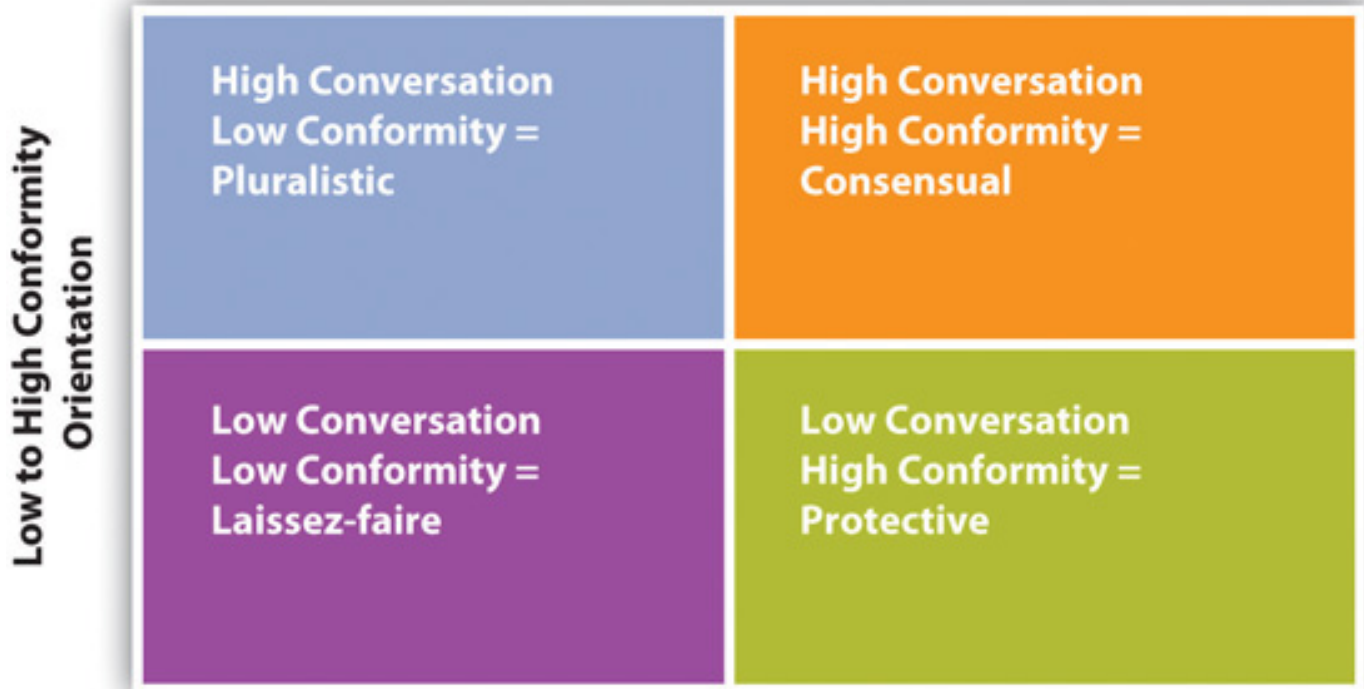 Low to High Conformity
Orientation
High Conversation
Low Conformity =
Pluralistic
High Conversation
High Conformity =
Consensual
Low Conversation
Low Conformity =
Laissez-faire
Low Conversation
High Conformity =
Protective